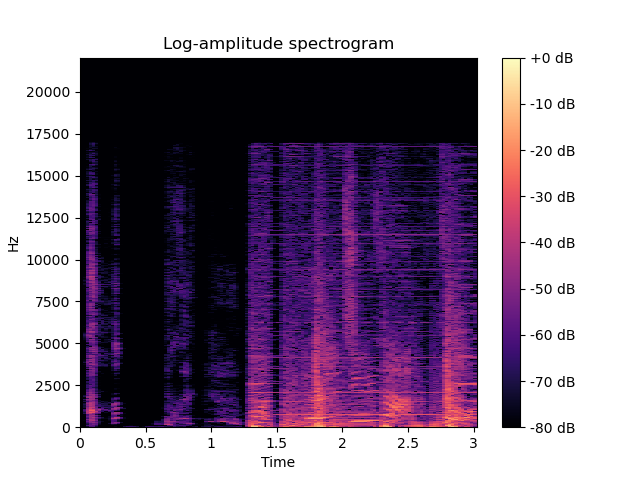 Log-amplitude spectrogram
Hz
20000
17500
15000
12500
10000
7500
5000
2500
0
0 0.5 1 1.5 2 2.5 3
Time
+0 dB
-10 dB
-20 dB
-30 dB
-40 dB
-50 dB
-60 dB
-70 dB
-80 dB